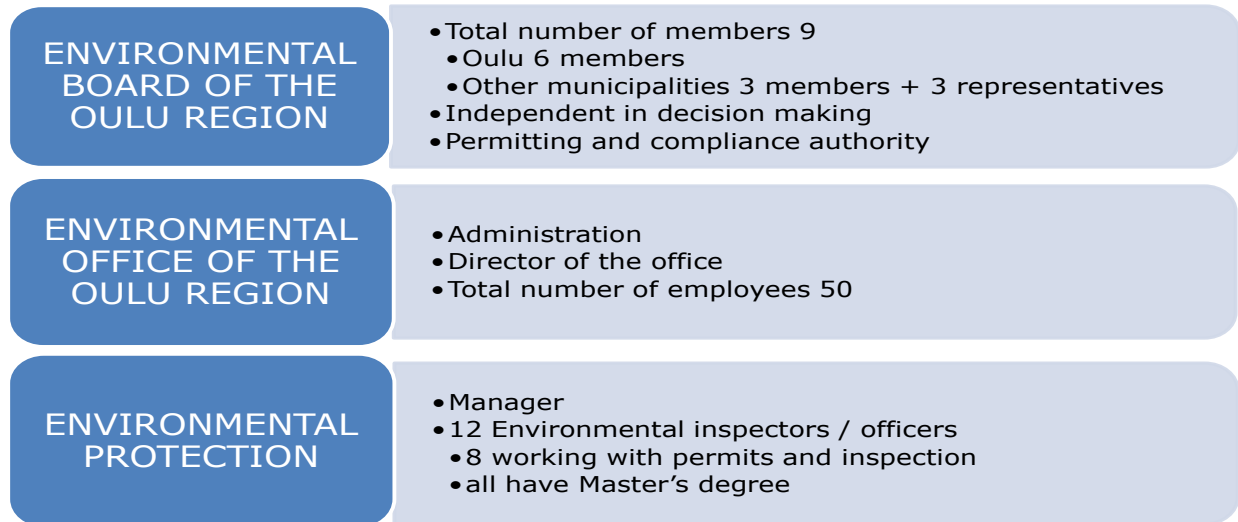 ENVIRONMENTAL
BOARD OF THE
OULU REGION
•Total number of members 9
•Oulu 6 members
•Other municipalities 3 members + 3 representatives
•Independent in decision making
•Permitting and compliance authority
ENVIRONMENTAL
OFFICE OF THE
OULU REGION
•Administration
•Director of the office
•Total number of employees 50
ENVIRONMENTAL
PROTECTION
•Manager
•12 Environmental inspectors / officers
•8 working with permits and inspection
•all have Master’s degree